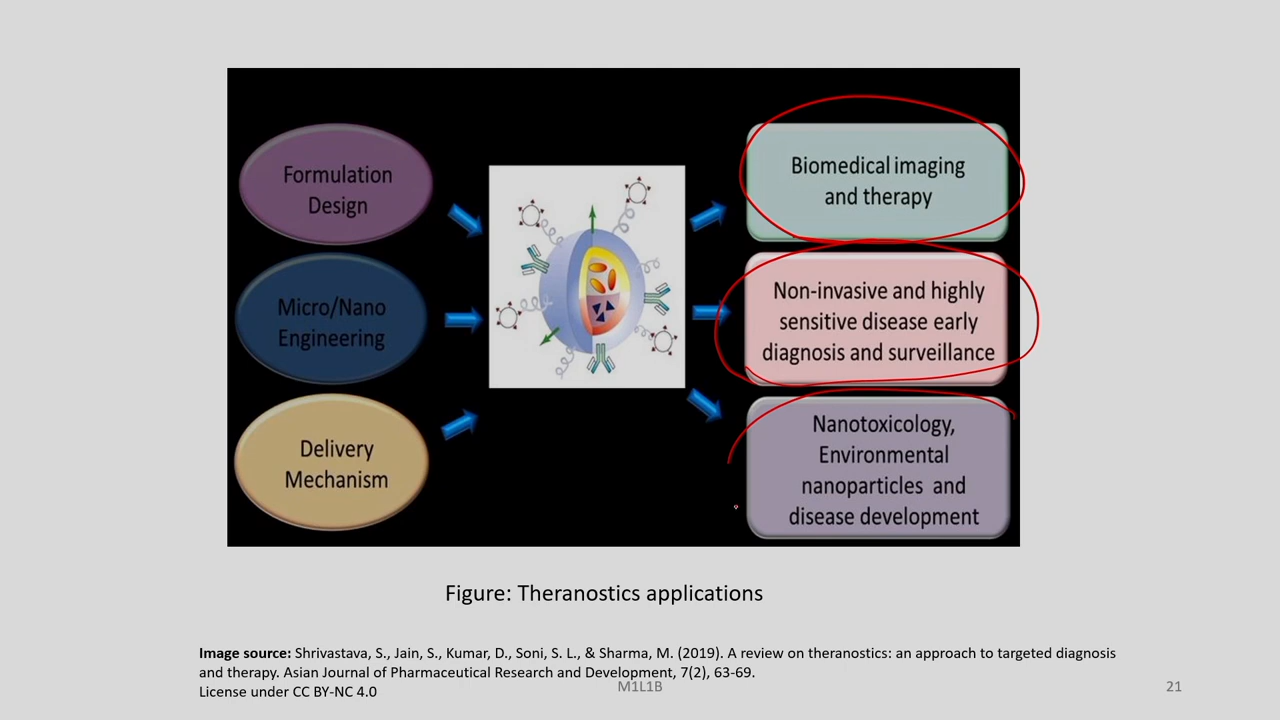 Formulation
Design
Micro/Nano
Engineering
Delivery
Mechanism
Biomedical imaging
and therapy
Non-invasive and highly
sensitive disease early
diagnosis and surveillance
Nanotoxicology,
Environmental
nanoparticles and
disease development
Figure: Theranostics applications
Image source: Shrivastava, S., Jain, S., Kumar, D., Soni, S. L., & Sharma, M. (2019). A review on theranostics: an approach to targeted diagnosis
and therapy. Asian Journal of Pharmaceutical Research and Development, 7(2), 63-69.
License under CC BY-NC 4.0
M1L1B
21